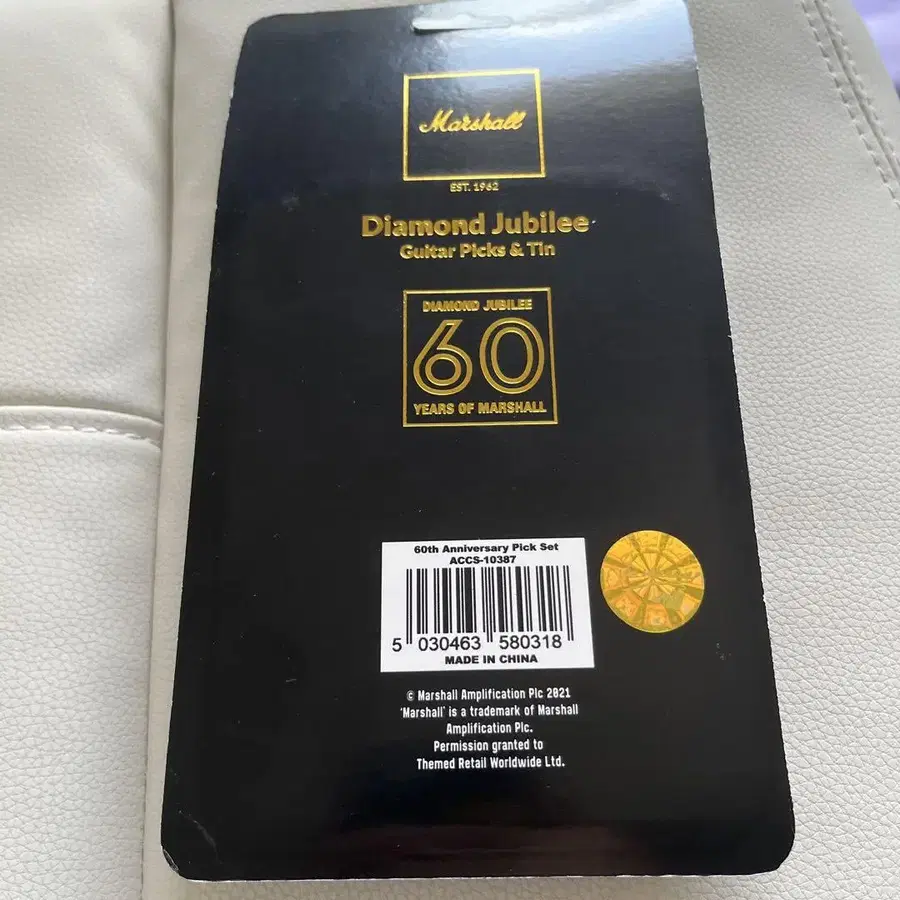 Marshall
EST. 1962
Diamond Jubilee
Guitar Picks & Tin
DIAMOND JUBILEE
60
YEARS OF MARSHALL
60th Anniversary Pick Set
ACCS-10387
5 030463 580318
MADE IN CHINA
© Marshall Amplification Plc 2021
'Marshall' is a trademark of Marshall
Amplification Plc.
Permission granted to
Themed Retail Worldwide Ltd.